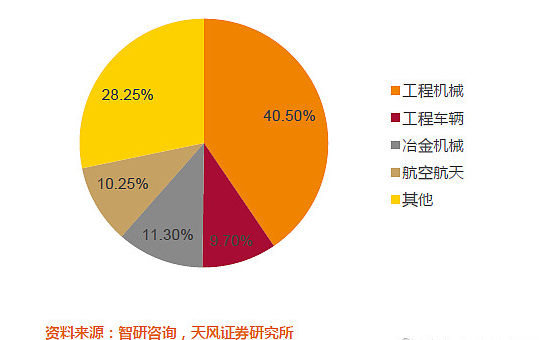 28.25%
40.50%
10.25%
11.30%
9.70%
工程机械
工程车辆
冶金机械
航空航天
其他
资料来源：智研咨询，天风证券研究所